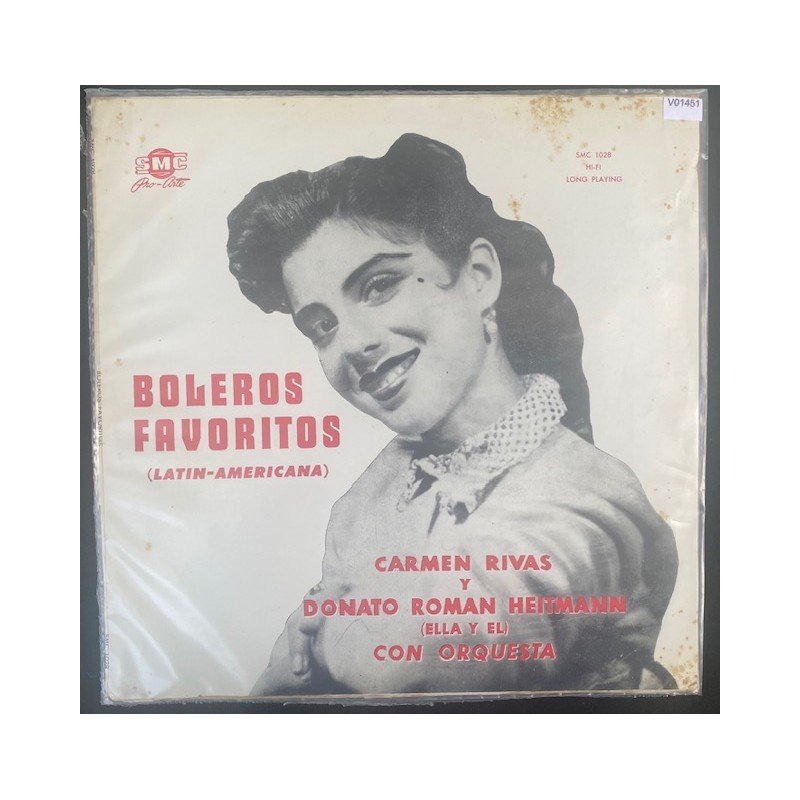 V01451
SMC
Pro-Arte
SMC 1028
HI-FI
LONG PLAYING
BOLEROS
FAVORITOS
(LATIN-AMERICANA)
CARMEN RIVAS
Y
DONATO ROMAN HEITMANN
(ELLA Y EL)
CON ORQUESTA